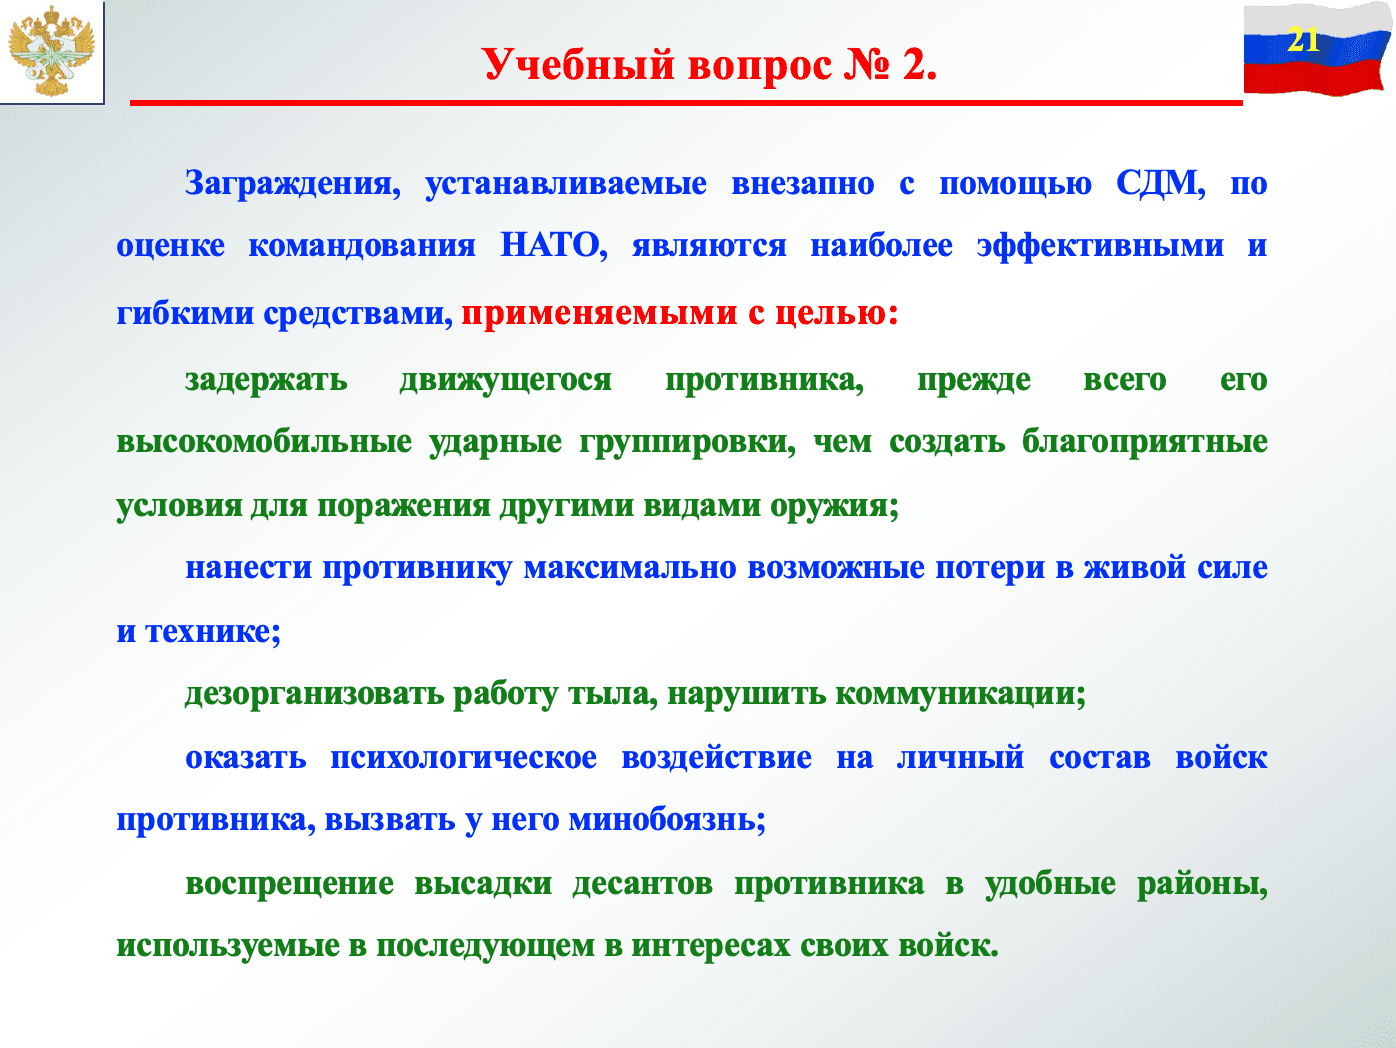 21
Учебный вопрос № 2.
Заграждения, устанавливаемые внезапно с помощью СДМ, по
оценке командования НАТО, являются наиболее эффективными и
гибкими средствами, применяемыми с целью:
задержать движущегося противника, прежде всего его
высокомобильные ударные группировки, чем создать благоприятные
условия для поражения другими видами оружия;
нанести противнику максимально возможные потери в живой силе
и технике;
дезорганизовать работу тыла, нарушить коммуникации;
оказать психологическое воздействие на личный состав войск
противника, вызвать у него минобоязнь;
воспрещение высадки десантов противника в удобные районы,
используемые в последующем в интересах своих войск.